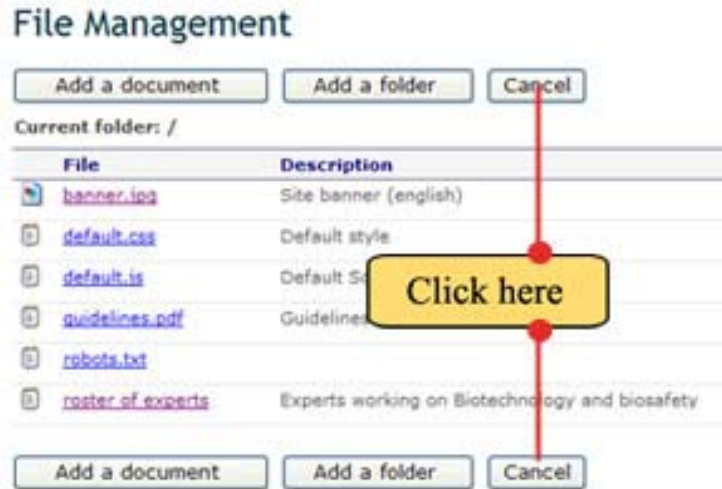 File Management
Add a document Add a folder Cancel
Current folder: /
File Description
banner.jpg Site banner (english)
default.css Default style
default.js Default
Click here
guidelines.pdf Guidelines
robots.txt
roster of experts Experts working on Biotechnology and biosafety
Add a document Add a folder Cancel